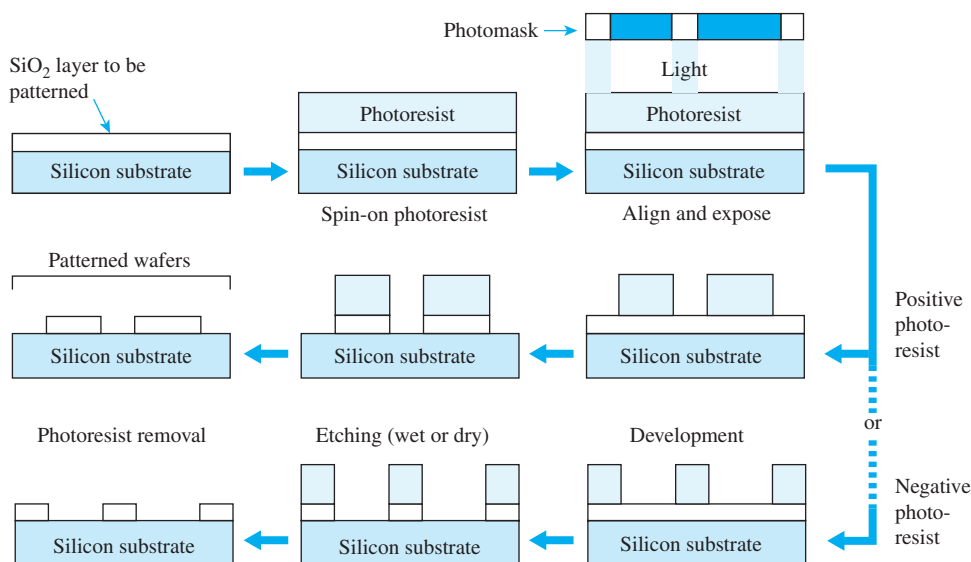 Photomask
SiO2 layer to be
patterned
Light
Photoresist
Photoresist
Silicon substrate
Silicon substrate
Silicon substrate
Spin-on photoresist
Align and expose
Patterned wafers
Positive
photo-
resist
Silicon substrate
Silicon substrate
Silicon substrate
or
Photoresist removal
Etching (wet or dry)
Development
Negative
photo-
resist
Silicon substrate
Silicon substrate
Silicon substrate